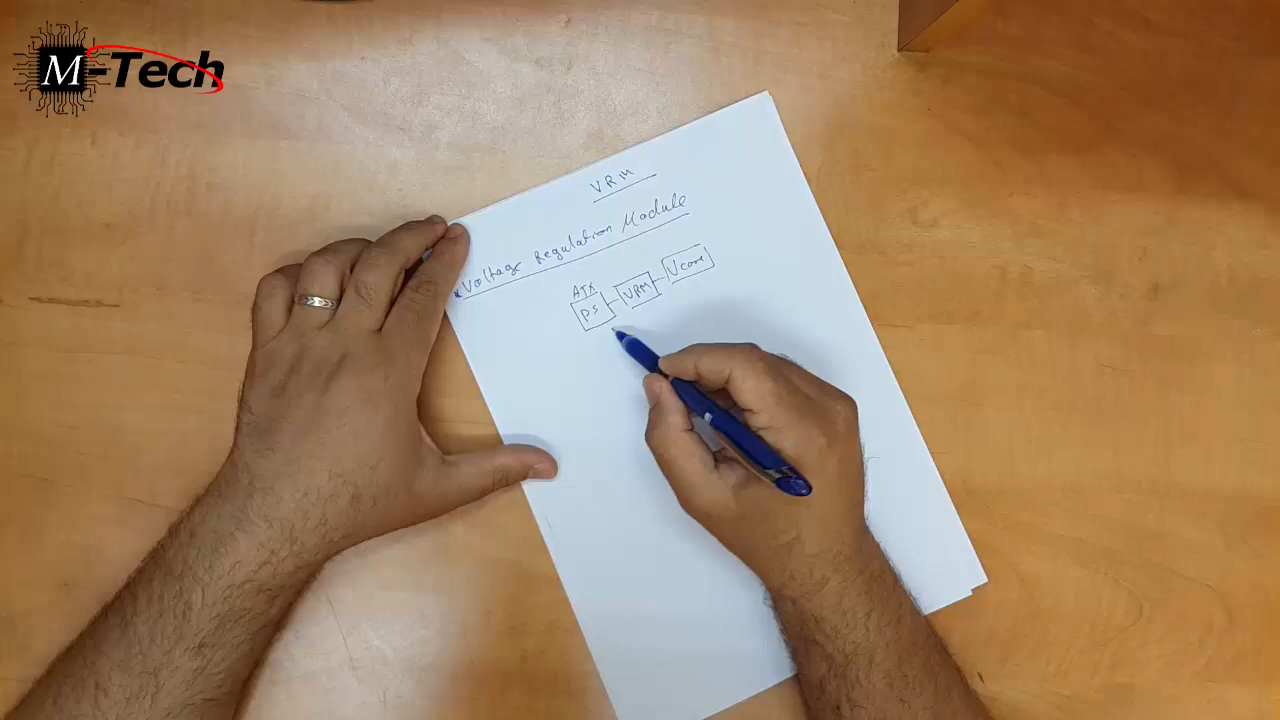 M-Tech
VRM
Voltage Regulation Module
ATX
PS VRM Vcore